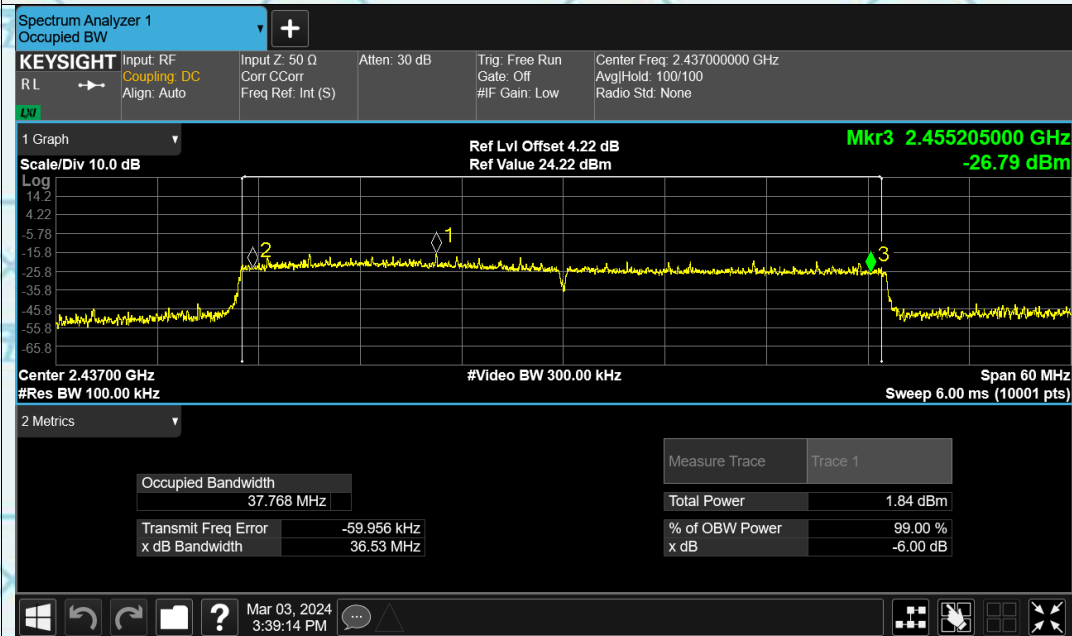 Spectrum Analyzer 1
Occupied BW
+
KEYSIGHT
R L
LXI
Input: RF
Coupling: DC
Align: Auto
Input Z: 50 Ω
Corr CCorr
Freq Ref: Int (S)
Atten: 30 dB
Trig: Free Run
Gate: Off
#IF Gain: Low
Center Freq: 2.437000000 GHz
Avg|Hold: 100/100
Radio Std: None
1 Graph
Scale/Div 10.0 dB
Ref Lvl Offset 4.22 dB
Ref Value 24.22 dBm
Mkr3 2.455205000 GHz
-26.79 dBm
Log
14.2
4.22
-5.78
-15.8
-25.8
-35.8
-45.8
-55.8
-65.8
2
1
3
Center 2.43700 GHz
#Video BW 300.00 kHz
Span 60 MHz
#Res BW 100.00 kHz
Sweep 6.00 ms (10001 pts)
2 Metrics
Measure Trace
Trace 1
Occupied Bandwidth
37.768 MHz
Total Power 1.84 dBm
Transmit Freq Error -59.956 kHz
% of OBW Power 99.00 %
x dB Bandwidth 36.53 MHz
x dB -6.00 dB
?
Mar 03, 2024
3:39:14 PM